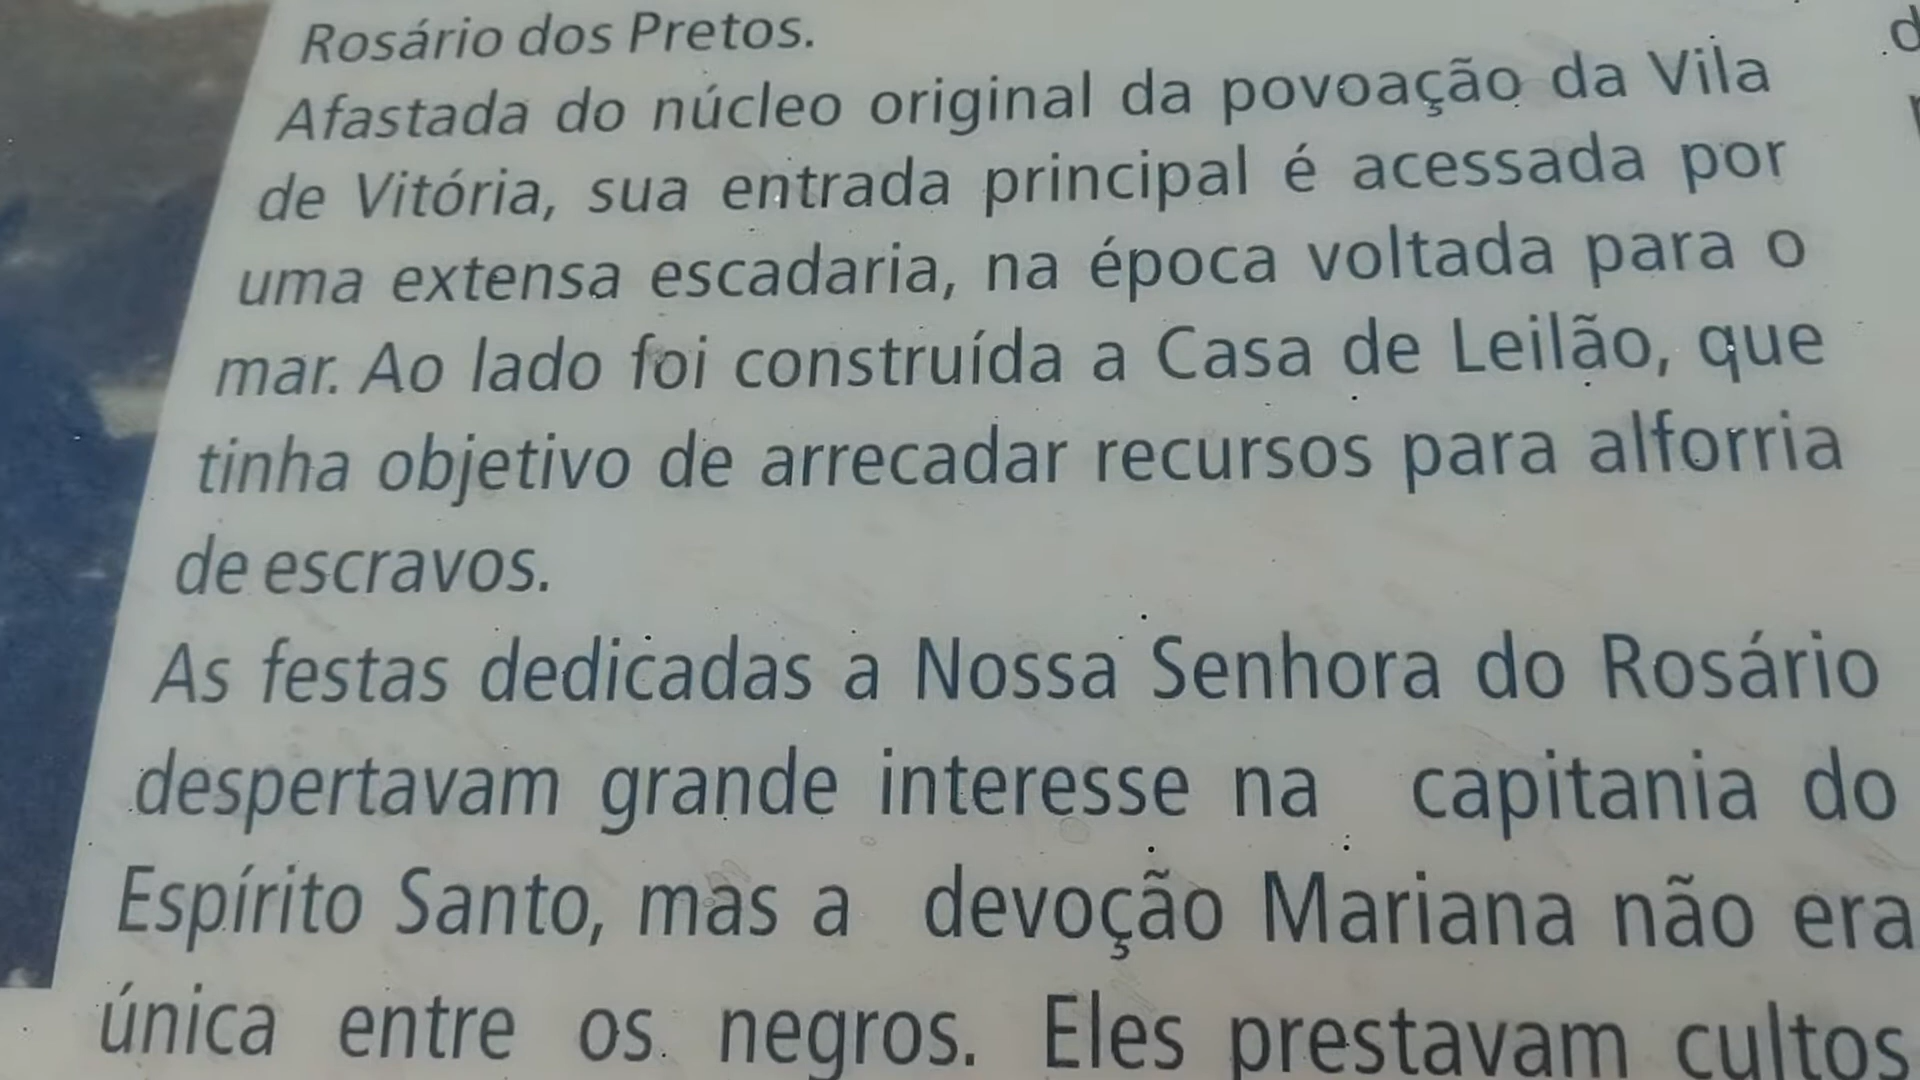 Rosário dos Pretos.
Afastada do núcleo original da povoação da Vila
de Vitória, sua entrada principal é acessada por
uma extensa escadaria, na época voltada para o
mar. Ao lado foi construída a Casa de Leilão, que
tinha objetivo de arrecadar recursos para alforria
de escravos.
As festas dedicadas a Nossa Senhora do Rosário
despertavam grande interesse na capitania do
Espírito Santo, mas a devoção Mariana não era
única entre os negros. Eles prestavam cultos